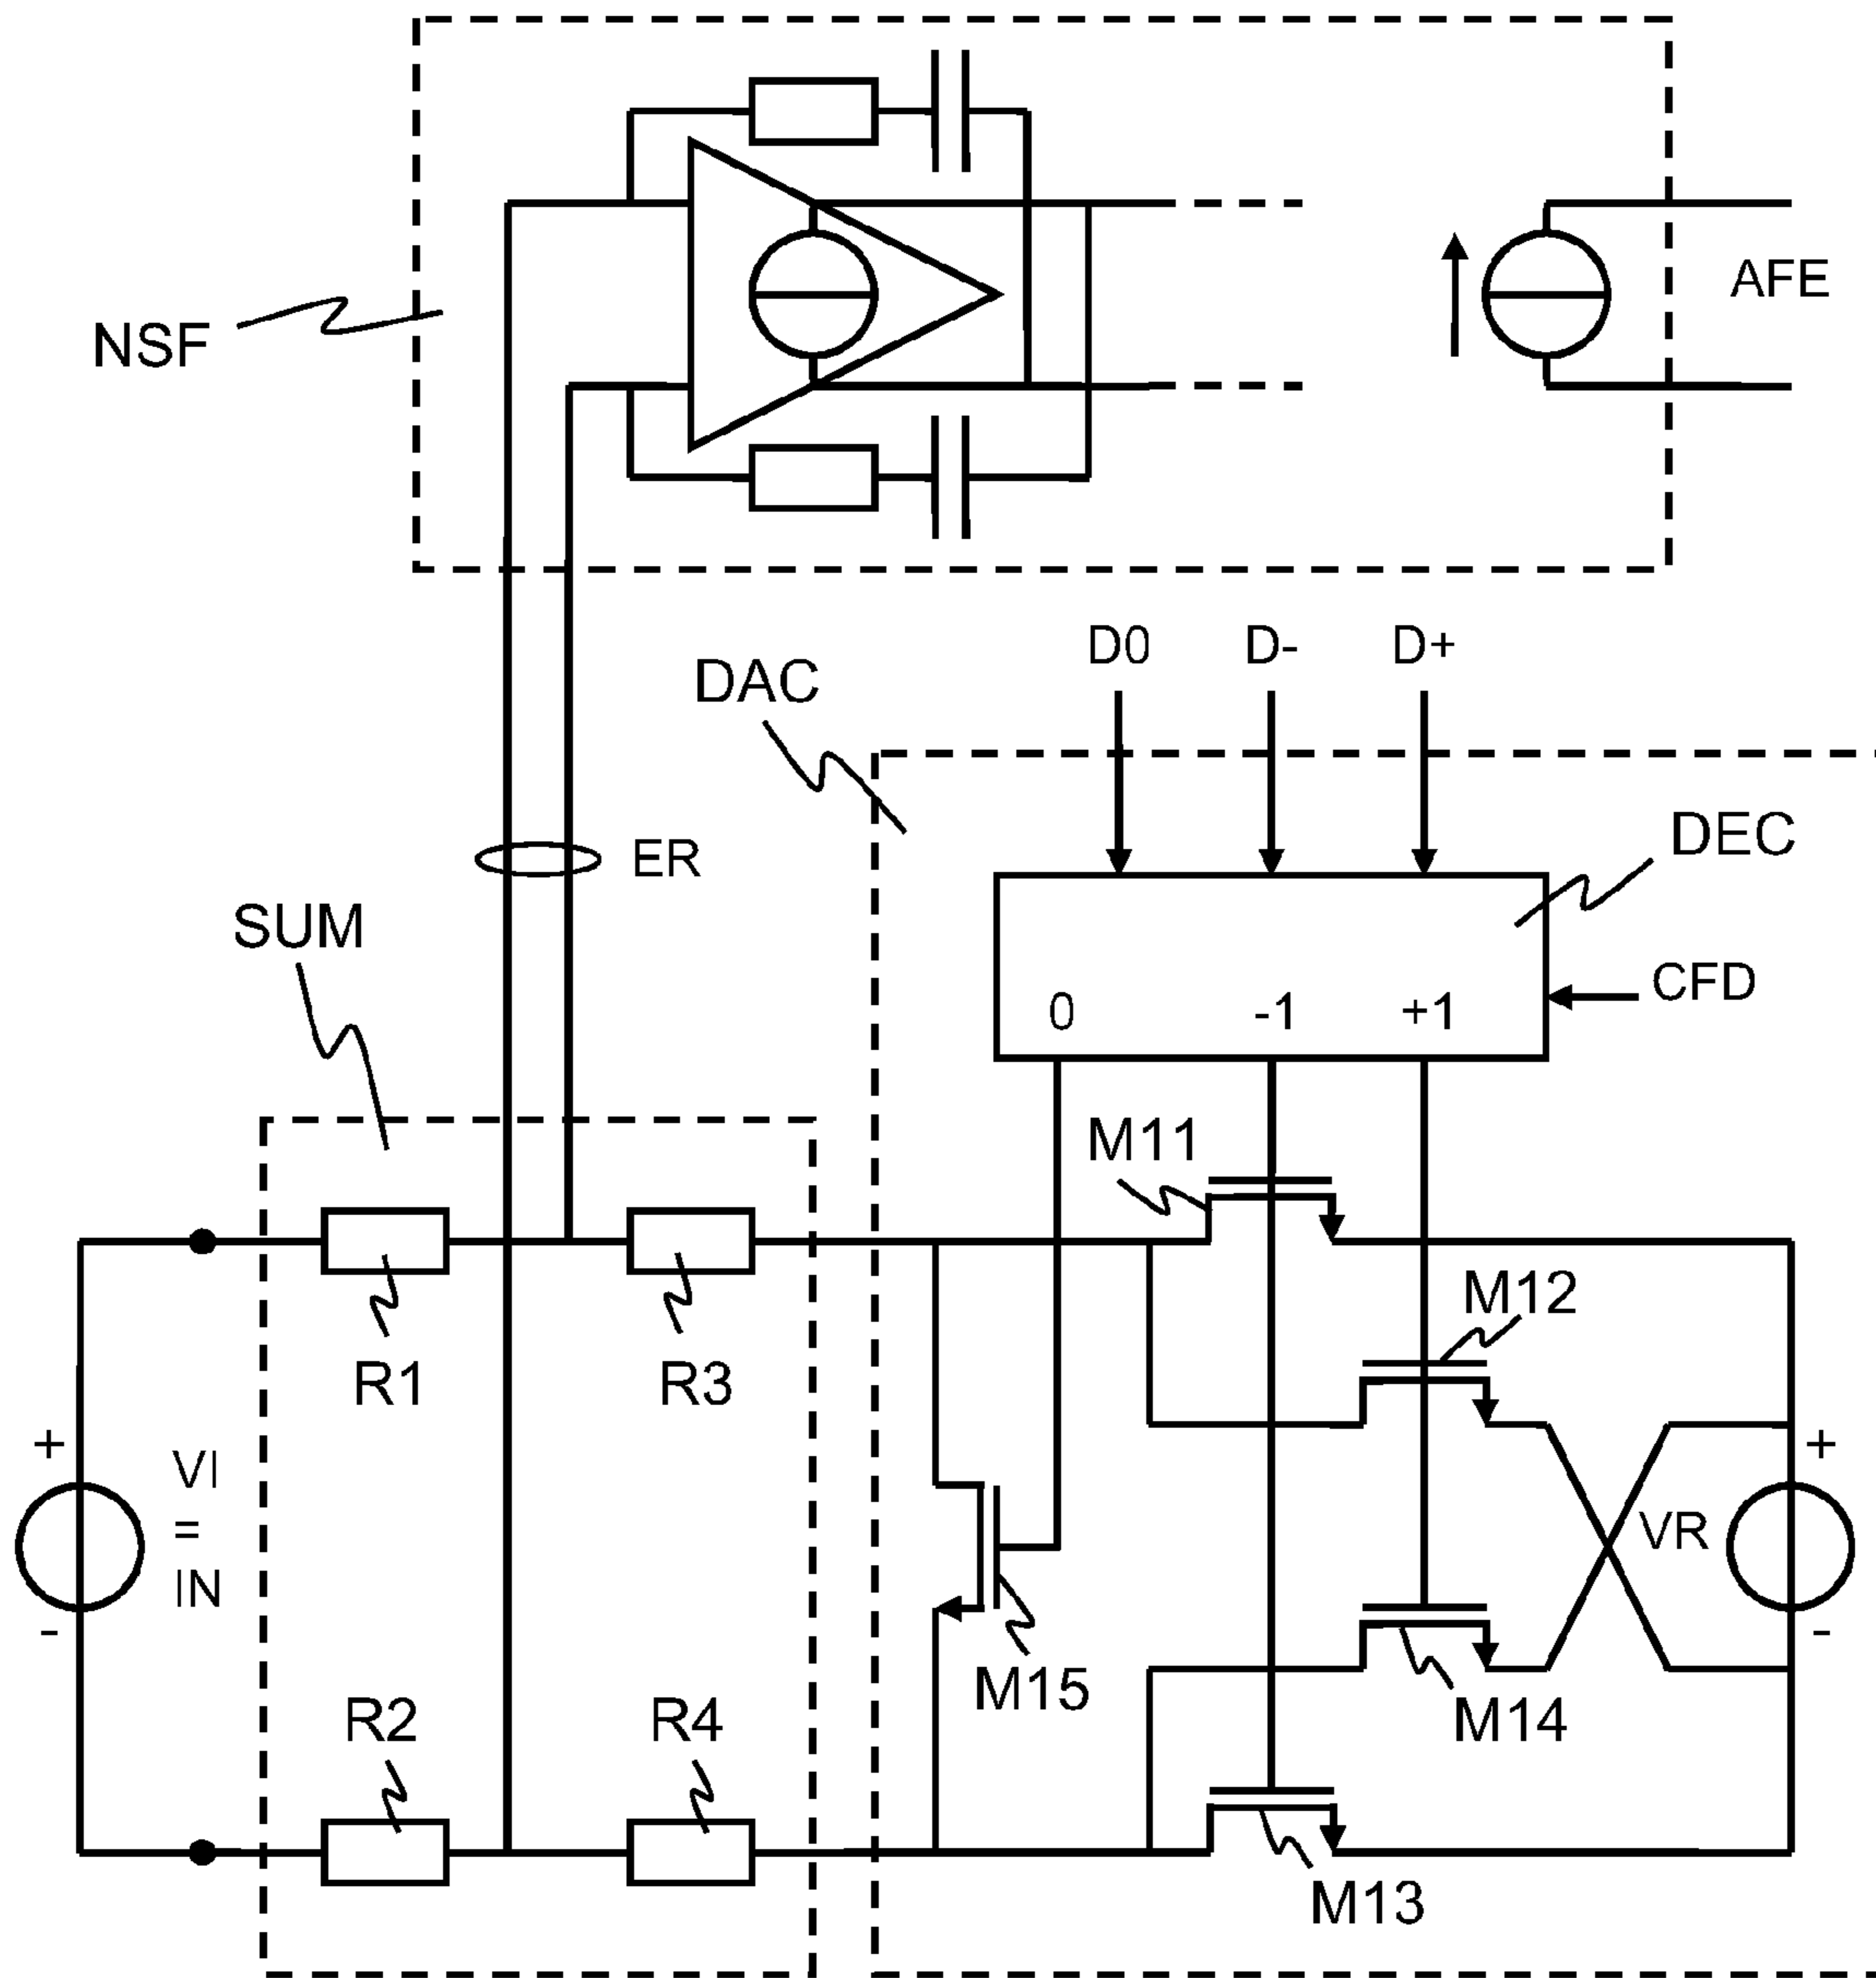 AFE
NSF
D0 D- D+
DAC
DEC
ER
SUM
CFD
0 -1 +1
M11
M12
R1 R3
+ VI = IN -
+ VR -
M15
M14
R2 R4
M13